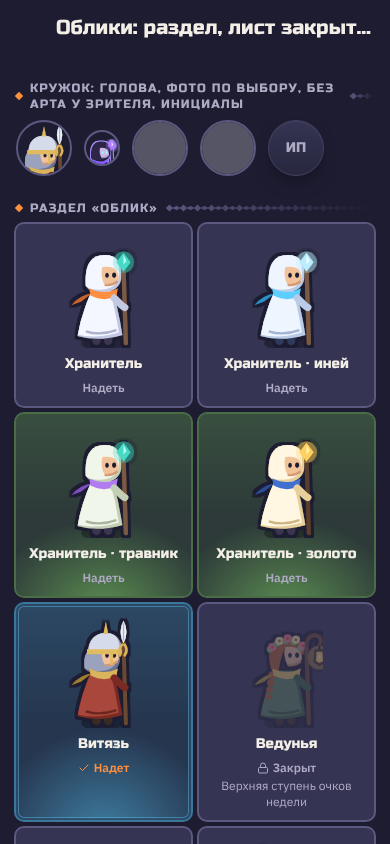 Облики: раздел, лист закрыт...
КРУЖОК: ГОЛОВА, ФОТО ПО ВЫБОРУ, БЕЗ
АРТА У ЗРИТЕЛЯ, ИНИЦИАЛЫ
ИП
РАЗДЕЛ «ОБЛИК»
Хранитель
Надеть
Хранитель · иней
Надеть
Хранитель · травник
Надеть
Хранитель · золото
Надеть
Витязь
Надет
Ведунья
Закрыт
Верхняя ступень очков
недели